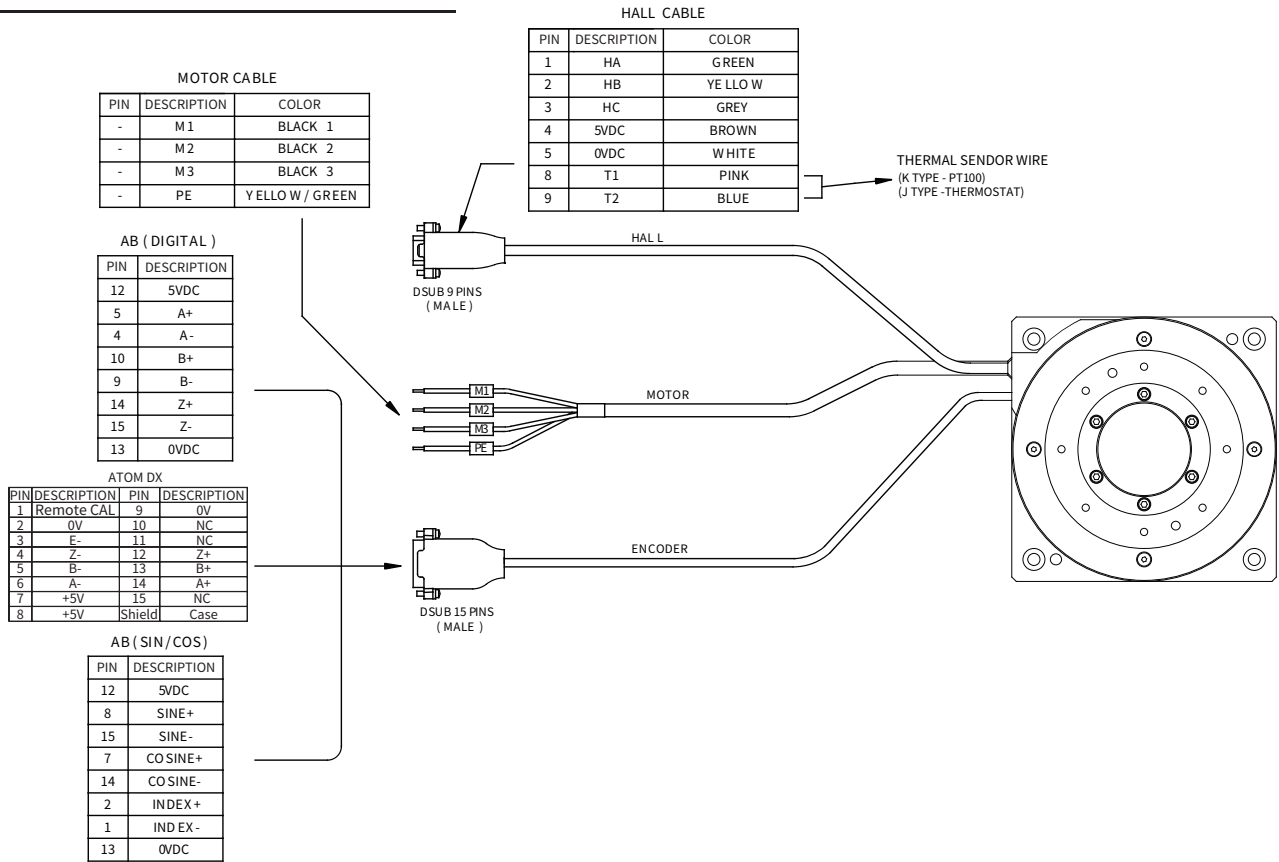 HALL CABLE
PIN DESCRIPTION COLOR
1 HA GREEN
2 HB YELLOW
3 HC GREY
4 5VDC BROWN
5 0VDC WHITE
8 T1 PINK
9 T2 BLUE
THERMAL SENDOR WIRE
(K TYPE - PT100)
(J TYPE -THERMOSTAT)
MOTOR CABLE
PIN DESCRIPTION COLOR
- M1 BLACK 1
- M2 BLACK 2
- M3 BLACK 3
- PE YELLOW/GREEN
HALL
DSUB 9 PINS
(MALE)
AB (DIGITAL)
PIN DESCRIPTION
12 5VDC
5 A+
4 A-
10 B+
9 B-
14 Z+
15 Z-
13 0VDC
M1
M2
M3
PE
MOTOR
ATOM DX
PIN DESCRIPTION PIN DESCRIPTION
1 Remote CAL 9 0V
2 0V 10 NC
3 E- 11 NC
4 Z- 12 Z+
5 B- 13 B+
6 A- 14 A+
7 +5V 15 NC
8 +5V Shield Case
ENCODER
DSUB 15 PINS
(MALE)
AB (SIN/COS)
PIN DESCRIPTION
12 5VDC
8 SINE+
15 SINE-
7 COSINE+
14 COSINE-
2 INDEX+
1 INDEX-
13 0VDC